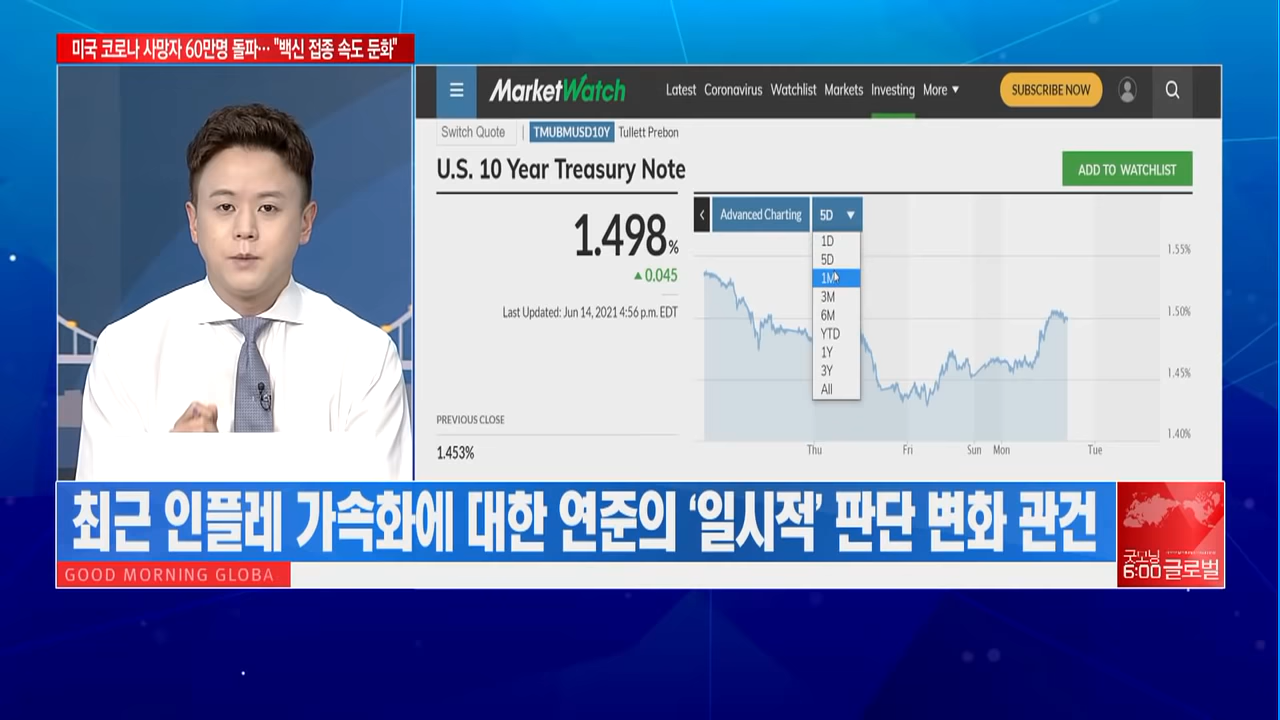 미국 코로나 사망자 60만명 돌파… "백신 접종 속도 둔화"
MarketWatch
Latest Coronavirus Watchlist Markets Investing More ▼
SUBSCRIBE NOW
Switch Quote | TMUBMUSD10Y Tullett Prebon
U.S. 10 Year Treasury Note
ADD TO WATCHLIST
1.498%
▲0.045
Last Updated: Jun 14, 2021 4:56 p.m. EDT
PREVIOUS CLOSE
1.453%
Advanced Charting 5D ▼
1D
5D
1M
3M
6M
YTD
1Y
3Y
All
1.55%
1.50%
1.45%
1.40%
Thu Fri Sun Mon Tue
최근 인플레 가속화에 대한 연준의 ‘일시적’ 판단 변화 관건
GOOD MORNING GLOBA
굿모닝
6:00 글로벌